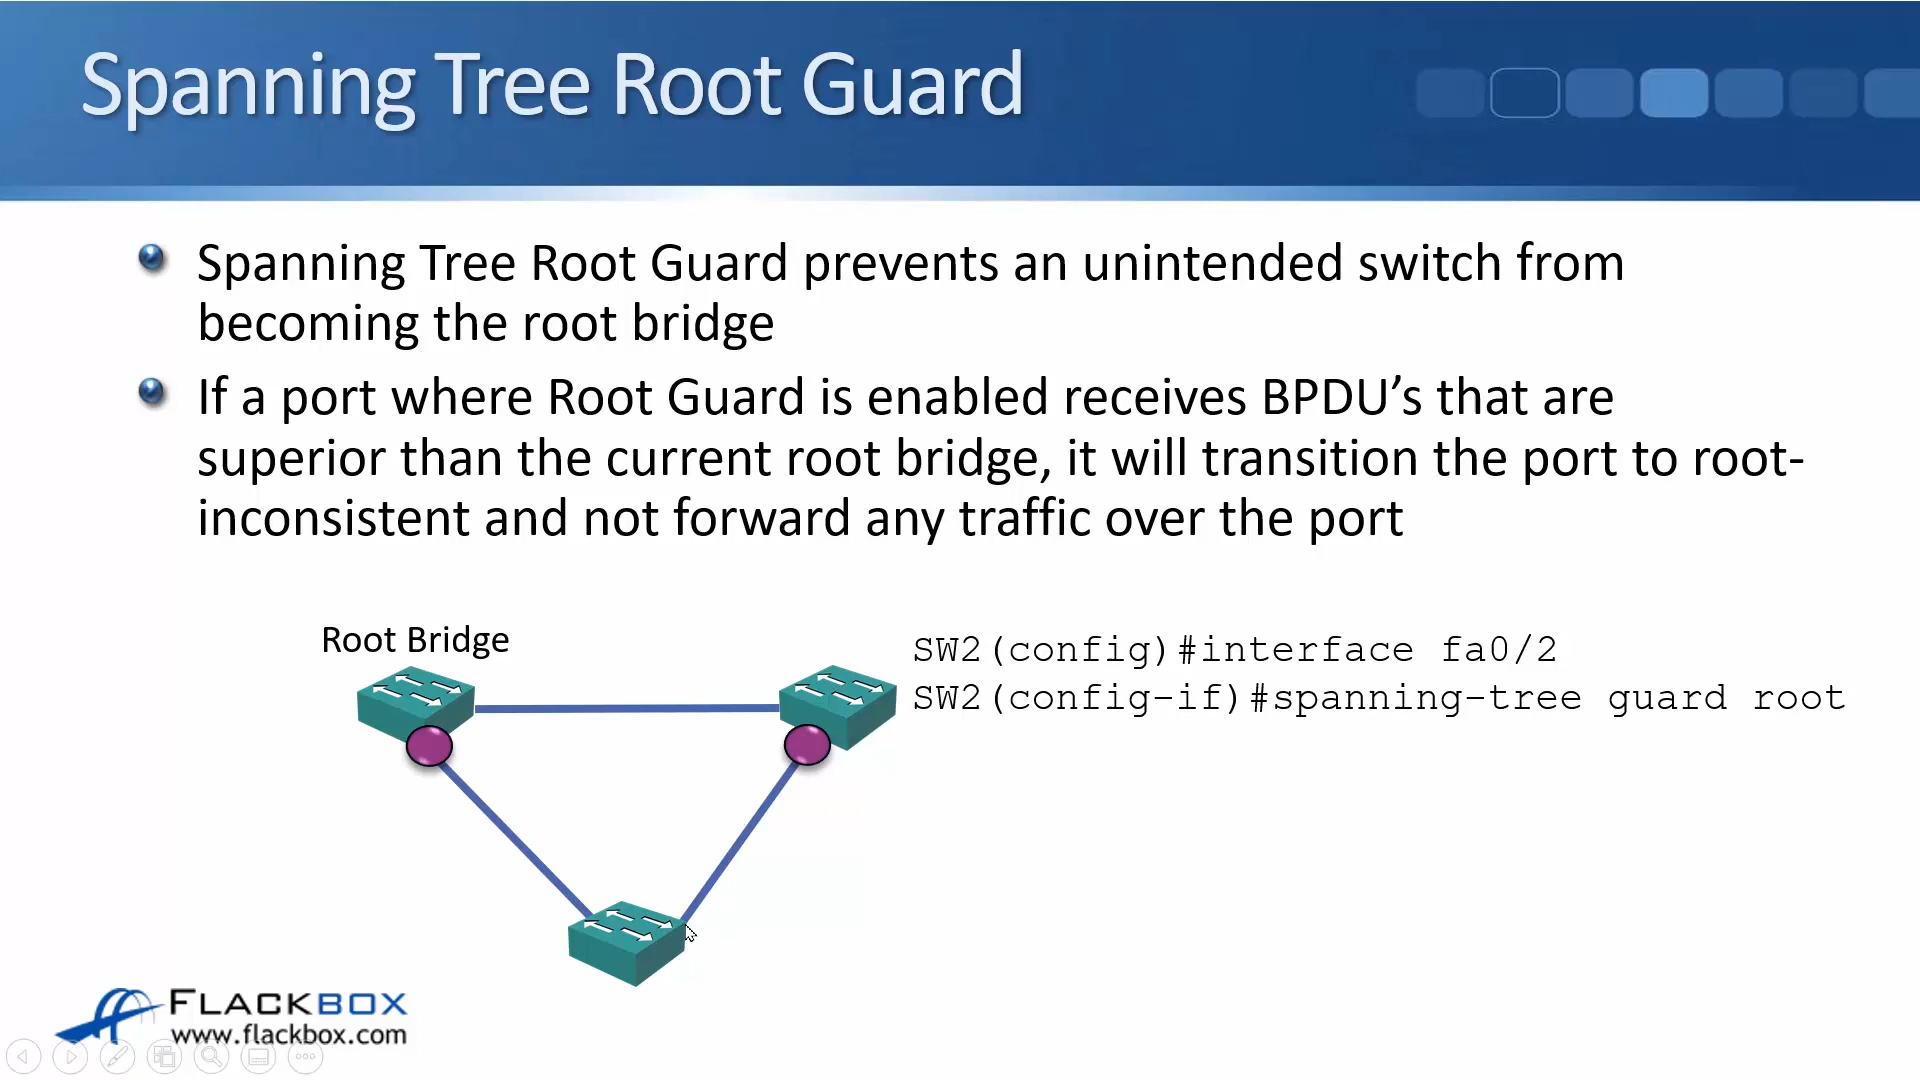 Spanning Tree Root Guard
Spanning Tree Root Guard prevents an unintended switch from
becoming the root bridge
If a port where Root Guard is enabled receives BPDU’s that are
superior than the current root bridge, it will transition the port to root-
inconsistent and not forward any traffic over the port
Root Bridge
SW2(config)#interface fa0/2
SW2(config-if)#spanning-tree guard root
FLACKBOX
www.flackbox.com